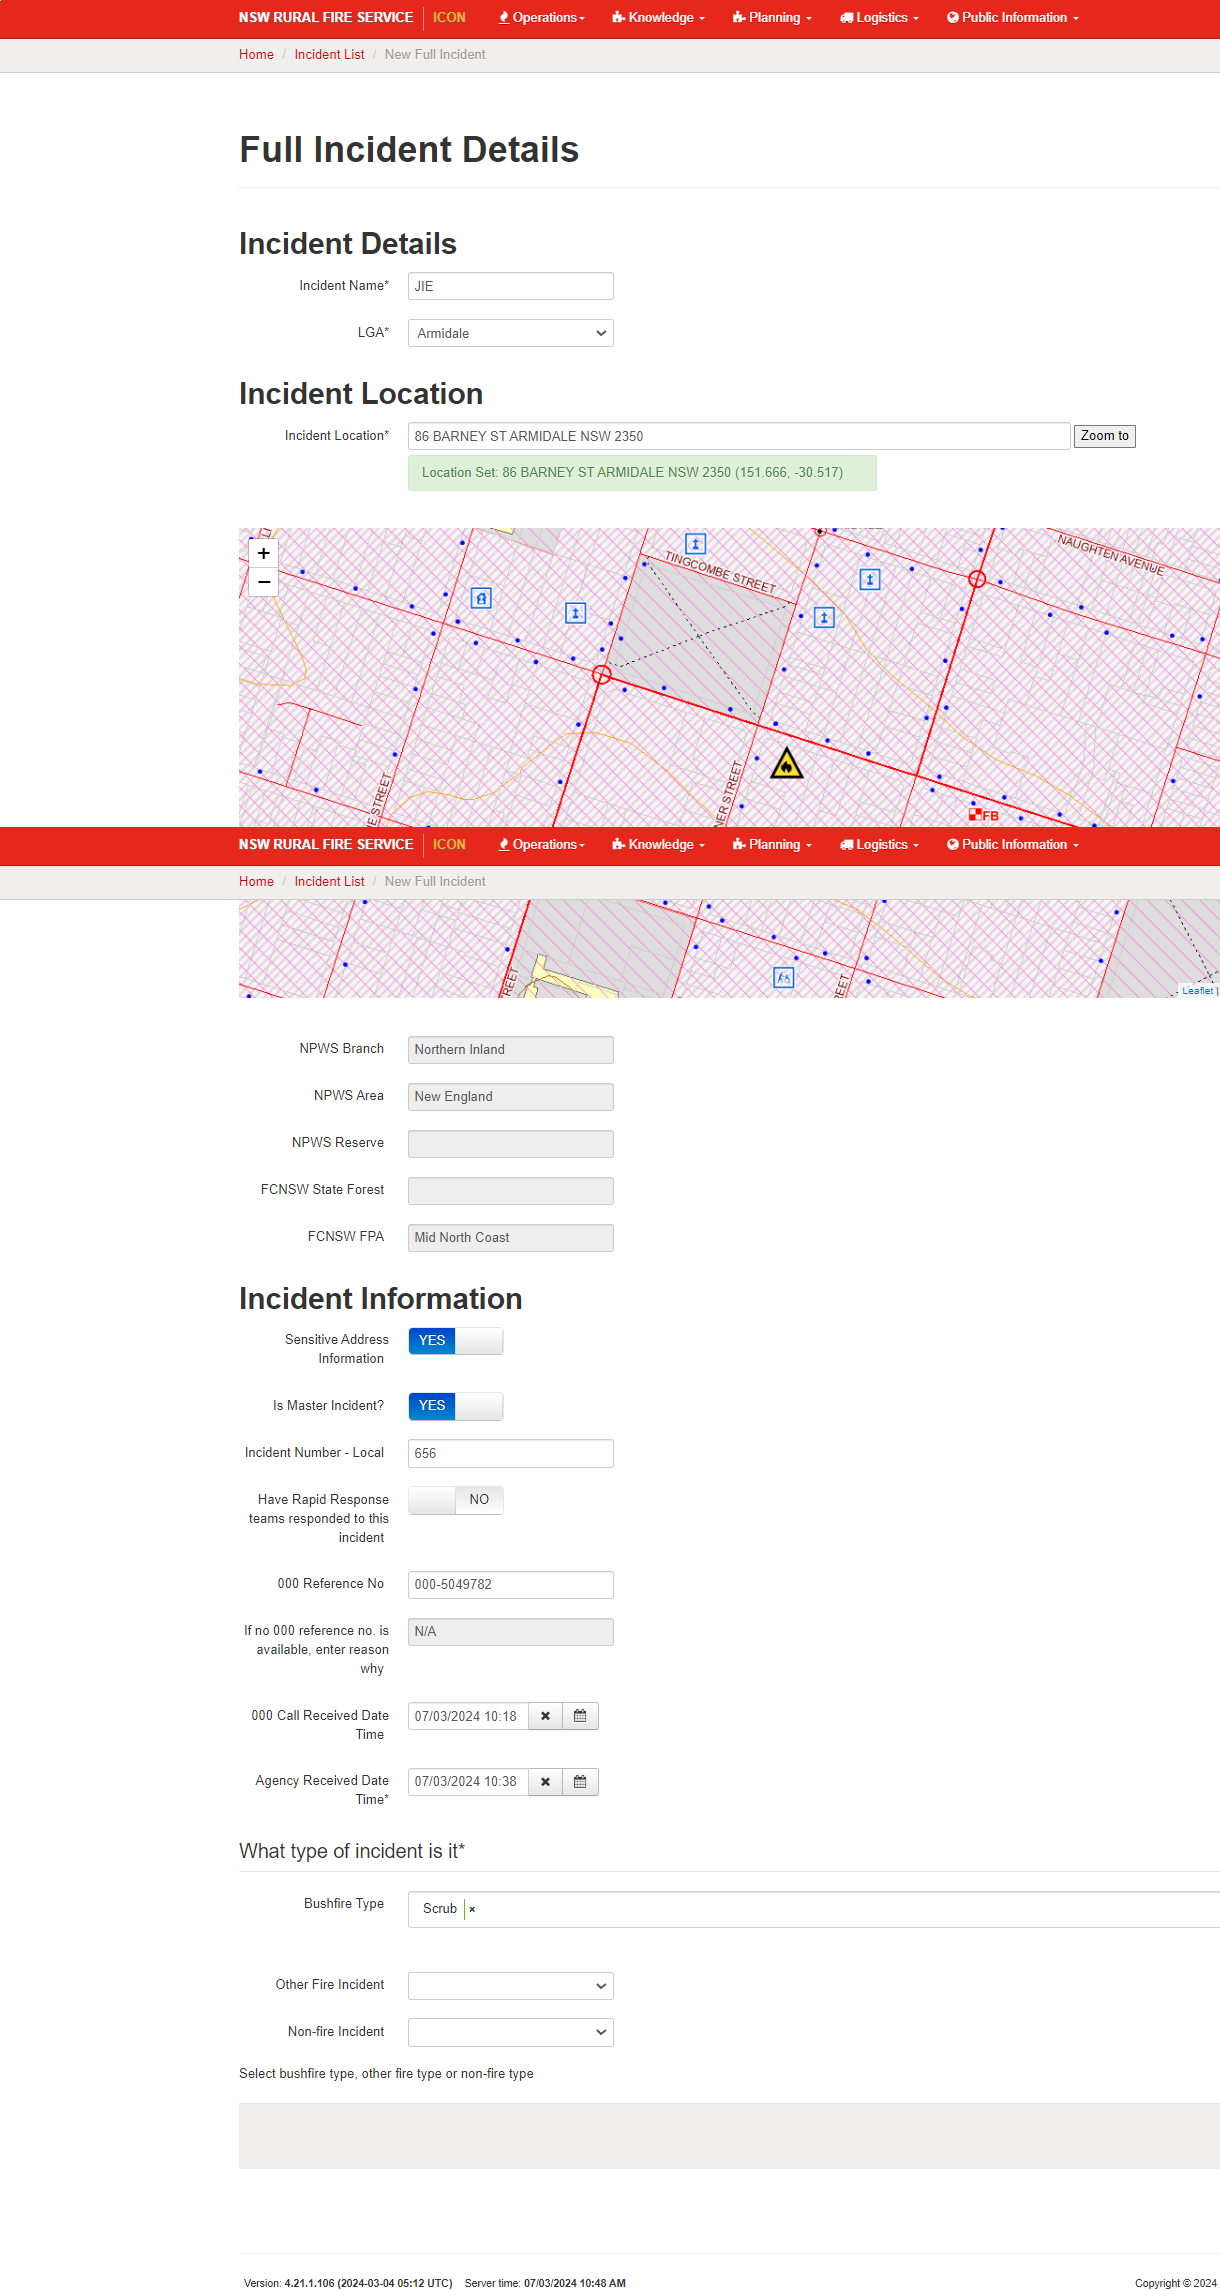 NSW RURAL FIRE SERVICE ICON Operations Knowledge Planning Logistics Public Information
Home / Incident List / New Full Incident
Full Incident Details
Incident Details
Incident Name* JIE
LGA* Armidale
Incident Location
Incident Location* 86 BARNEY ST ARMIDALE NSW 2350 Zoom to
Location Set: 86 BARNEY ST ARMIDALE NSW 2350 (151.666, -30.517)
+
−
TINGCOMBE STREET
NAUGHTEN AVENUE
NER STREET
E STREET
FB
NSW RURAL FIRE SERVICE ICON Operations Knowledge Planning Logistics Public Information
Home / Incident List / New Full Incident
REET
REET
Leaflet |
NPWS Branch Northern Inland
NPWS Area New England
NPWS Reserve
FCNSW State Forest
FCNSW FPA Mid North Coast
Incident Information
Sensitive Address
Information YES
Is Master Incident? YES
Incident Number - Local 656
Have Rapid Response
teams responded to this
incident NO
000 Reference No 000-5049782
If no 000 reference no. is
available, enter reason
why N/A
000 Call Received Date
Time 07/03/2024 10:18
Agency Received Date
Time* 07/03/2024 10:38
What type of incident is it*
Bushfire Type Scrub ×
Other Fire Incident
Non-fire Incident
Select bushfire type, other fire type or non-fire type
Version: 4.21.1.106 (2024-03-04 05:12 UTC) Server time: 07/03/2024 10:48 AM Copyright © 2024